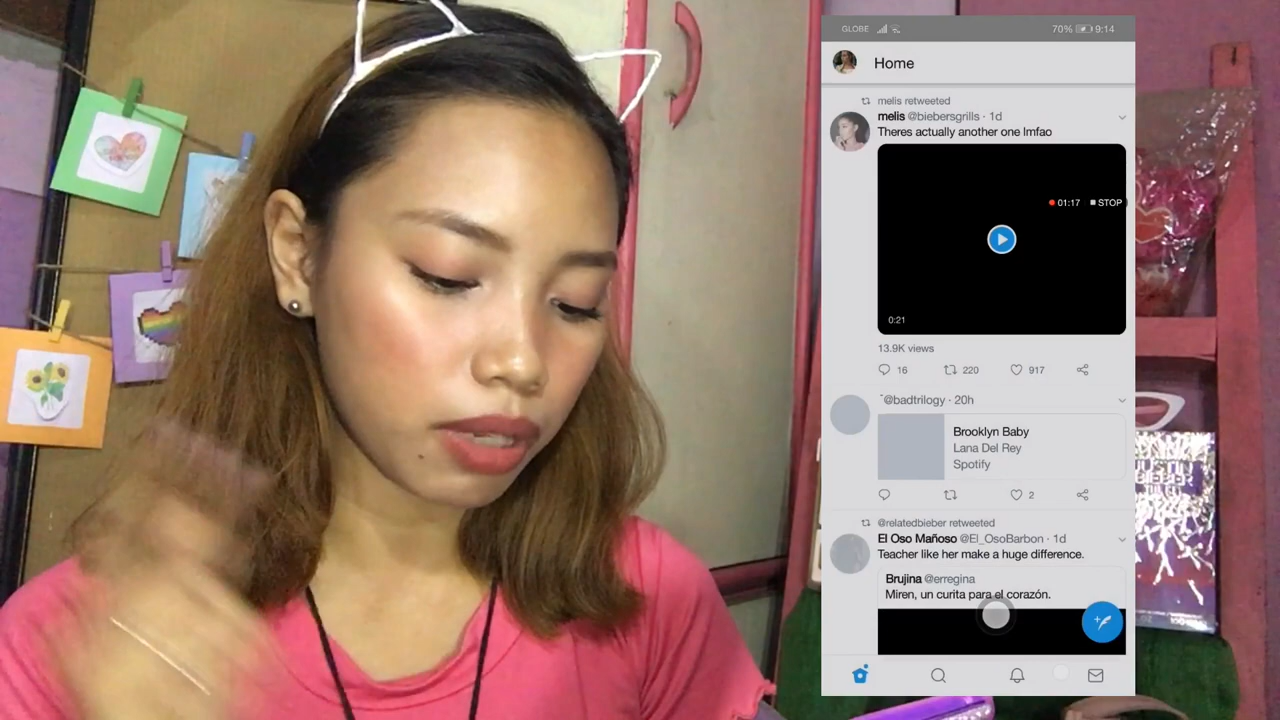 GLOBE 70% 9:14
Home
melis retweeted
melis @biebersgrills · 1d
Theres actually another one lmfao
01:17 STOP
0:21
13.9K views
16 220 917
@badtrilogy · 20h
Brooklyn Baby
Lana Del Rey
Spotify
2
@relatedbieber retweeted
El Oso Mañoso @El_OsoBarbon · 1d
Teacher like her make a huge difference.
Brujina @erregina
Miren, un curita para el corazón.